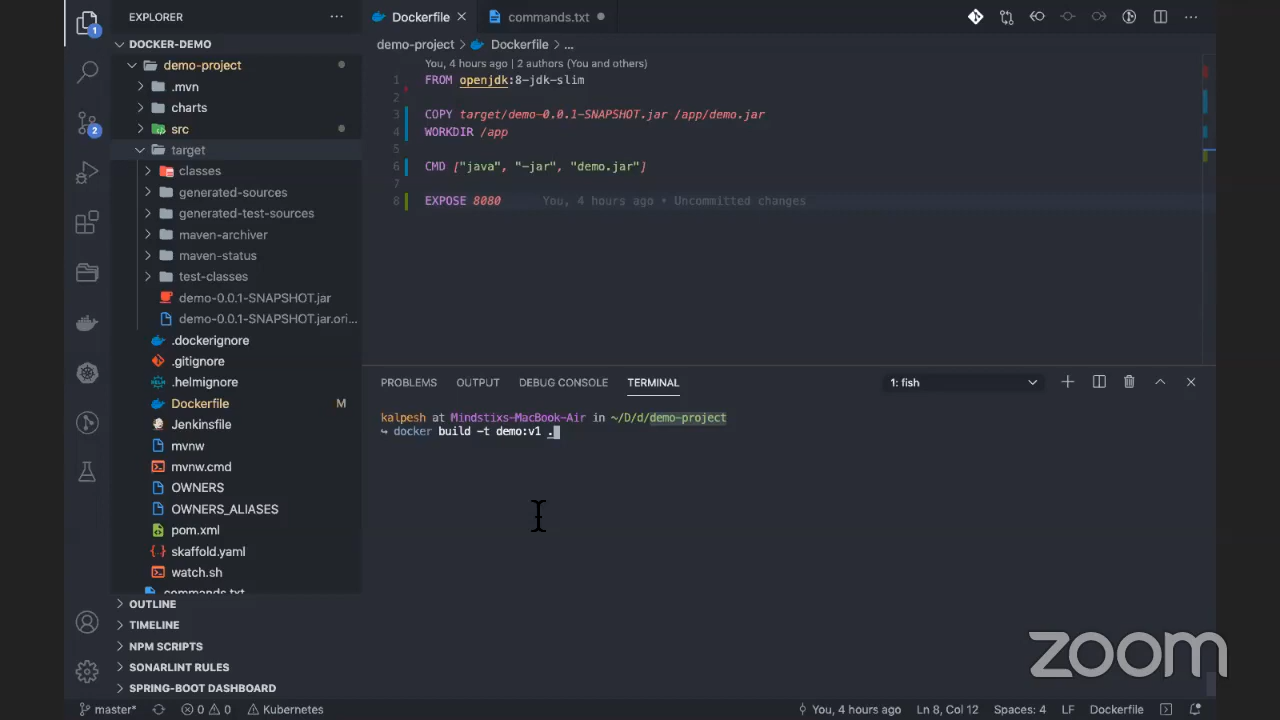 EXPLORER
Dockerfile
commands.txt
DOCKER-DEMO
demo-project
.mvn
charts
src
target
classes
generated-sources
generated-test-sources
maven-archiver
maven-status
test-classes
demo-0.0.1-SNAPSHOT.jar
demo-0.0.1-SNAPSHOT.jar.ori...
.dockerignore
.gitignore
.helmignore
Dockerfile M
Jenkinsfile
mvnw
mvnw.cmd
OWNERS
OWNERS_ALIASES
pom.xml
skaffold.yaml
watch.sh
commands.txt
OUTLINE
TIMELINE
NPM SCRIPTS
SONARLINT RULES
SPRING-BOOT DASHBOARD
1
2
demo-project > Dockerfile > ...
You, 4 hours ago | 2 authors (You and others)
1 FROM openjdk:8-jdk-slim
2
3 COPY target/demo-0.0.1-SNAPSHOT.jar /app/demo.jar
4 WORKDIR /app
5
6 CMD ["java", "-jar", "demo.jar"]
7
8 EXPOSE 8080 You, 4 hours ago • Uncommitted changes
PROBLEMS OUTPUT DEBUG CONSOLE TERMINAL 1: fish
kalpesh at Mindstixs-MacBook-Air in ~/D/d/demo-project
↪ docker build -t demo:v1 .
zoom
master* 0 0 Kubernetes You, 4 hours ago Ln 8, Col 12 Spaces: 4 LF Dockerfile